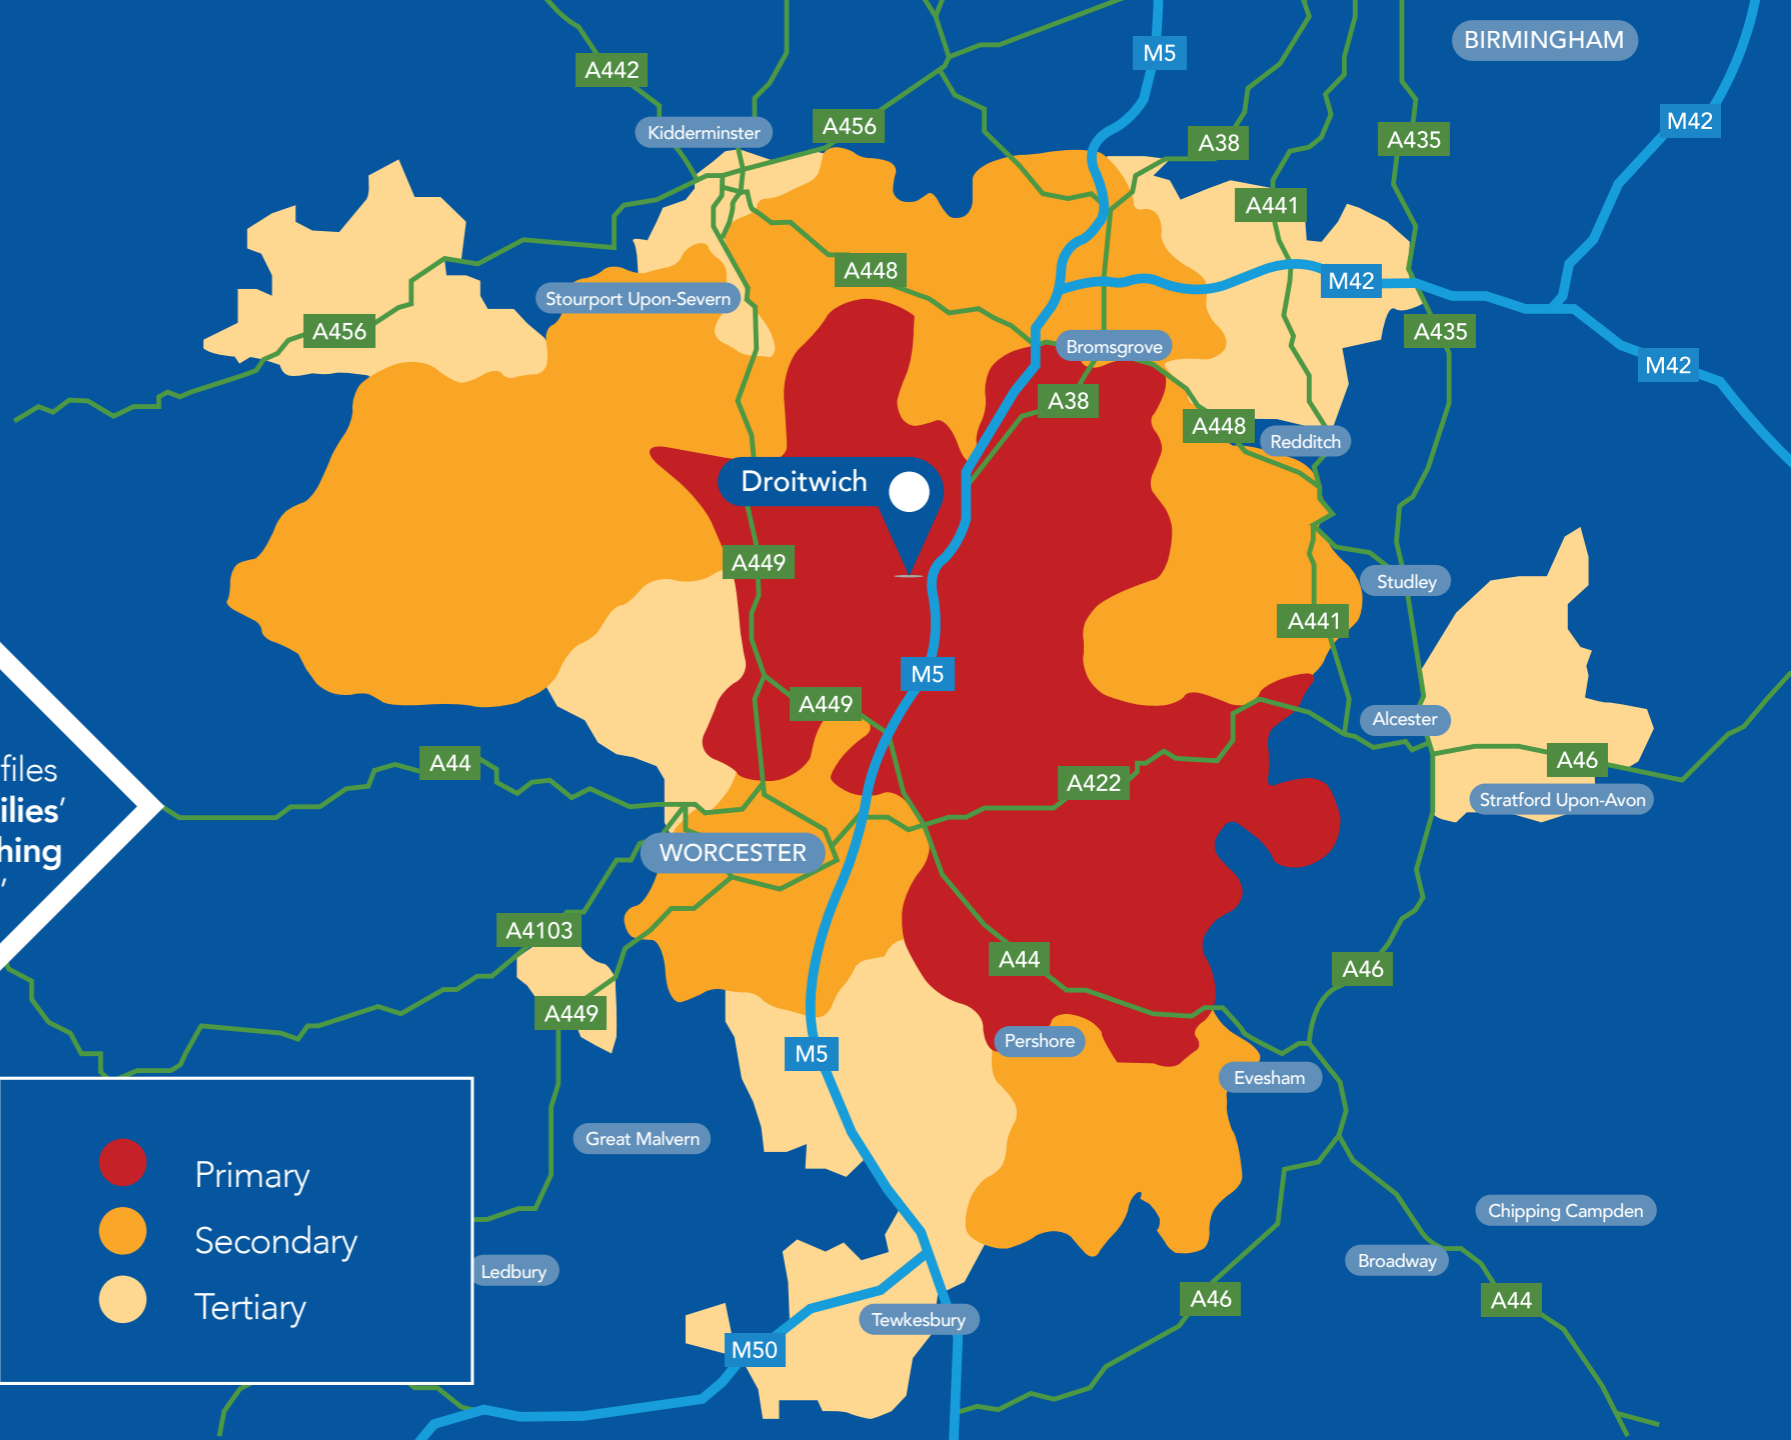 BIRMINGHAM
M5
A442
M42
Kidderminster
A456
A38
A435
A441
A448
M42
Stourport Upon-Severn
A456
A435
Bromsgrove
M42
A38
A448
Redditch
Droitwich
A449
Studley
A441
M5
A449
Alcester
A44
A46
A422
Stratford Upon-Avon
files
ilies’
hing
’
WORCESTER
A4103
A44
A46
A449
Pershore
M5
Evesham
Great Malvern
Primary
Secondary
Tertiary
Chipping Campden
Broadway
Ledbury
A46
A44
Tewkesbury
M50